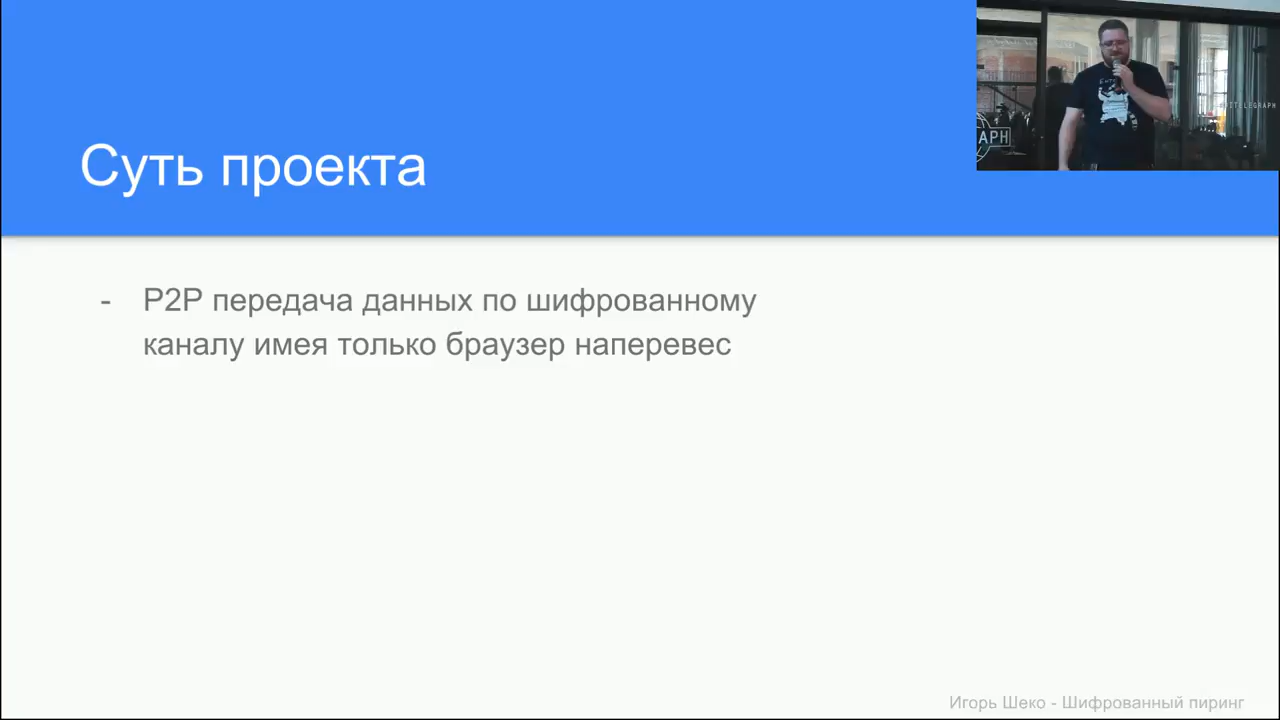 Суть проекта
- P2P передача данных по шифрованному
каналу имея только браузер наперевес
Игорь Шеко - Шифрованный пиринг